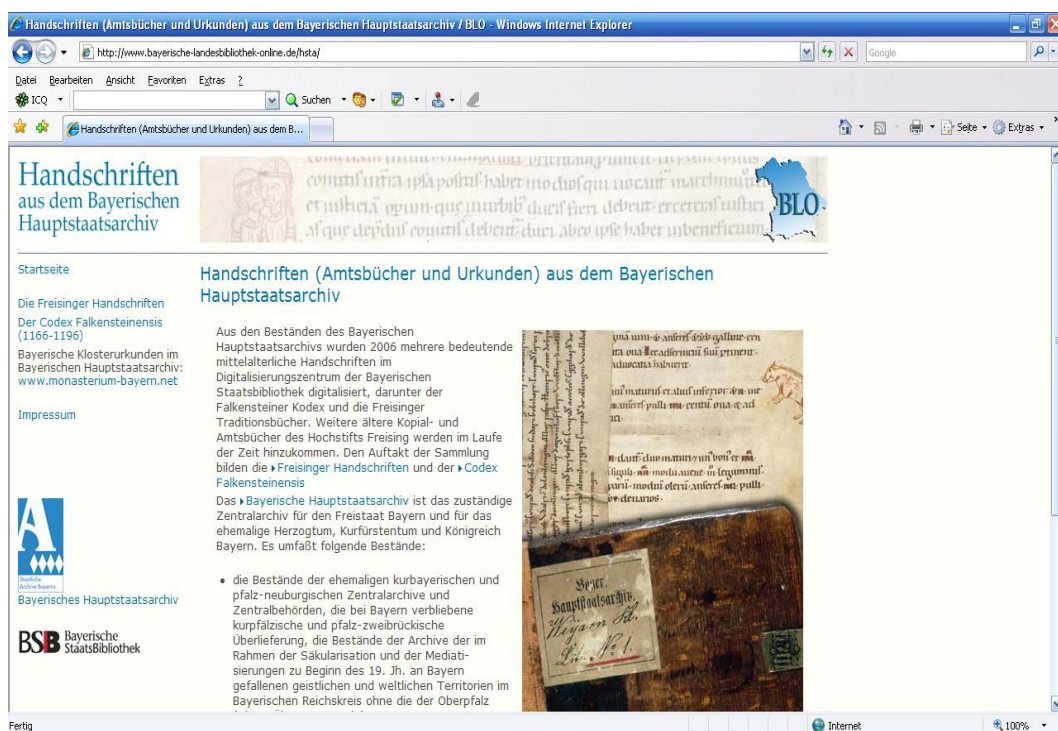 Handschriften (Amtsbücher und Urkunden) aus dem Bayerischen Hauptstaatsarchiv / BLO - Windows Internet Explorer
http://www.bayerische-landesbibliothek-online.de/hsta/
Google
Datei Bearbeiten Ansicht Favoriten Extras ?
ICQ Suchen
Handschriften (Amtsbücher und Urkunden) aus dem B...
Seite Extras
Handschriften
aus dem Bayerischen
Hauptstaatsarchiv
BLO
Startseite
Die Freisinger Handschriften
Der Codex Falkensteinensis
(1166-1196)
Bayerische Klosterurkunden im
Bayerischen Hauptstaatsarchiv:
www.monasterium-bayern.net
Impressum
Staatliche
Archive Bayerns
Bayerisches Hauptstaatsarchiv
BSB Bayerische
StaatsBibliothek
Handschriften (Amtsbücher und Urkunden) aus dem Bayerischen
Hauptstaatsarchiv
Aus den Beständen des Bayerischen
Hauptstaatsarchivs wurden 2006 mehrere bedeutende
mittelalterliche Handschriften im
Digitalisierungszentrum der Bayerischen
Staatsbibliothek digitalisiert, darunter der
Falkensteiner Kodex und die Freisinger
Traditionsbücher. Weitere ältere Kopial- und
Amtsbücher des Hochstifts Freising werden im Laufe
der Zeit hinzukommen. Den Auftakt der Sammlung
bilden die Freisinger Handschriften und der Codex
Falkensteinensis
Das Bayerische Hauptstaatsarchiv ist das zuständige
Zentralarchiv für den Freistaat Bayern und für das
ehemalige Herzogtum, Kurfürstentum und Königreich
Bayern. Es umfaßt folgende Bestände:
• die Bestände der ehemaligen kurbayerischen und
pfalz-neuburgischen Zentralarchive und
Zentralbehörden, die bei Bayern verbliebene
kurpfälzische und pfalz-zweibrückische
Überlieferung, die Bestände der Archive der im
Rahmen der Säkularisation und der Mediati-
sierungen zu Beginn des 19. Jh. an Bayern
gefallenen geistlichen und weltlichen Territorien im
Bayerischen Reichskreis ohne die der Oberpfalz
Bayer.
Hauptstaatsarchiv.
Weyarn Kl.
Lit. No. 1.
Fertig
Internet
100%